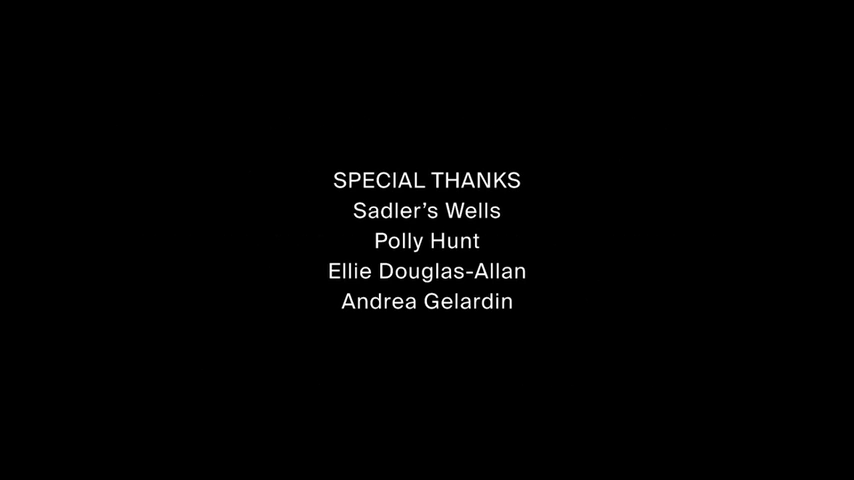 SPECIAL THANKS
Sadler’s Wells
Polly Hunt
Ellie Douglas-Allan
Andrea Gelardin